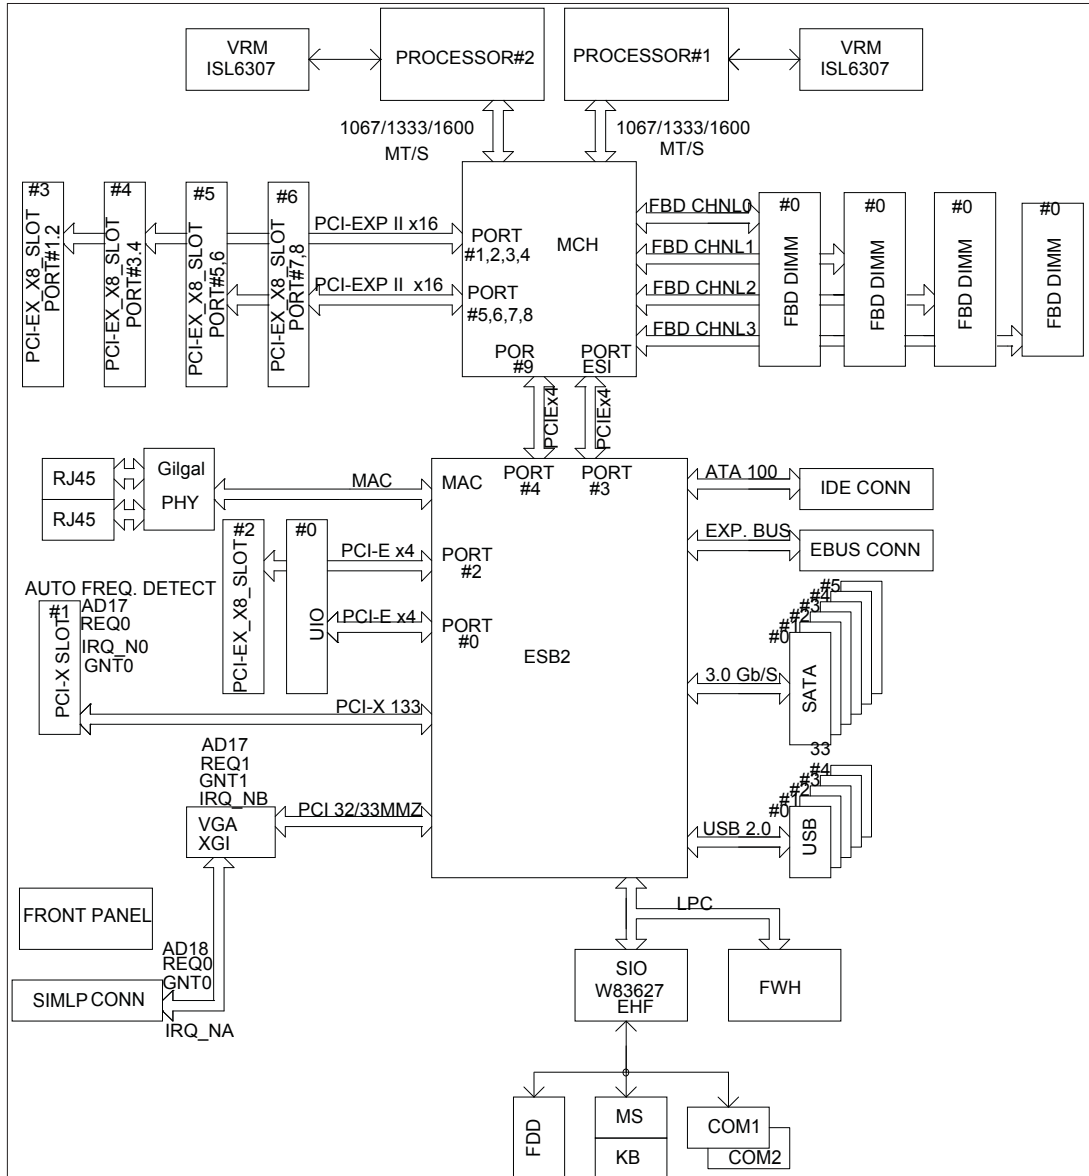 VRM
ISL6307
PROCESSOR#2
PROCESSOR#1
VRM
ISL6307
1067/1333/1600
MT/S
1067/1333/1600
MT/S
#3
PCI-EX_X8_SLOT
PORT#1.2
#4
PCI-EX_X8_SLOT
PORT#3,4
#5
PCI-EX_X8_SLOT
PORT#5,6
#6
PCI-EX_X8_SLOT
PORT#7,8
PCI-EXP II x16
PCI-EXP II x16
PORT
#1,2,3,4
MCH
PORT
#5,6,7,8
POR
#9
PORT
ESI
FBD CHNL0
FBD CHNL1
FBD CHNL2
FBD CHNL3
#0
FBD DIMM
#0
FBD DIMM
#0
FBD DIMM
#0
FBD DIMM
PCIEx4
PCIEx4
RJ45
RJ45
Gilgal
PHY
MAC
MAC
PORT
#4
PORT
#3
ATA 100
IDE CONN
EXP. BUS
EBUS CONN
#2
PCI-EX_X8_SLOT
#0
UIO
PCI-E x4
PORT
#2
PCI-E x4
PORT
#0
ESB2
AUTO FREQ. DETECT
#1
PCI-X SLOT
AD17
REQ0
IRQ_N0
GNT0
PCI-X 133
3.0 Gb/S
#5
#4
#3
#2
#1
#0
SATA
33
AD17
REQ1
GNT1
IRQ_NB
VGA
XGI
PCI 32/33MMZ
#4
#3
#2
#1
#0
USB
USB 2.0
FRONT PANEL
AD18
REQ0
GNT0
SIMLP CONN
IRQ_NA
LPC
SIO
W83627
EHF
FWH
FDD
MS
KB
COM1
COM2